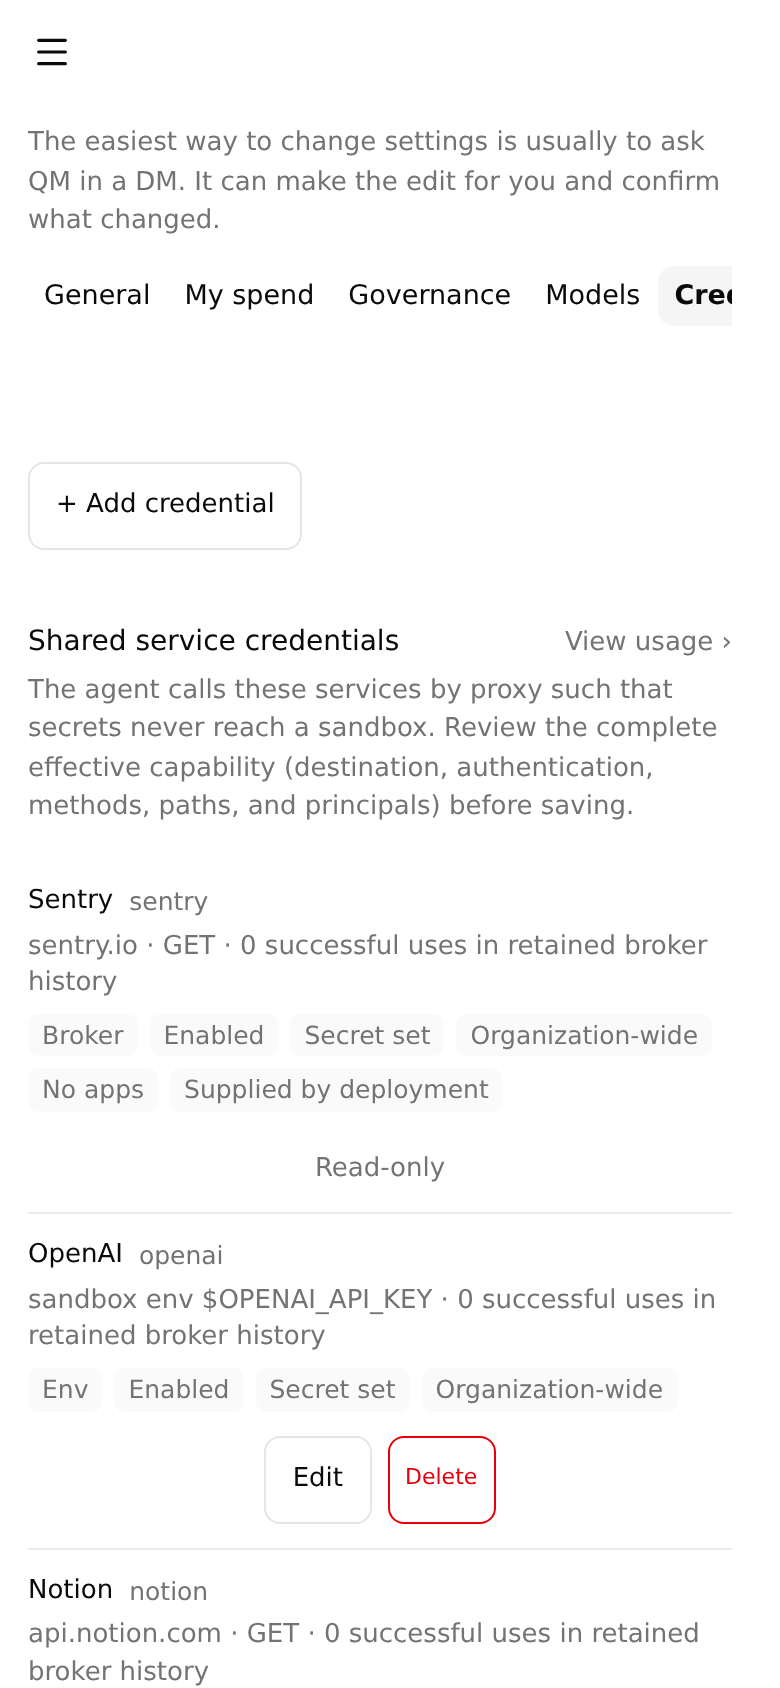 The easiest way to change settings is usually to ask
QM in a DM. It can make the edit for you and confirm
what changed.
General My spend Governance Models
+ Add credential
Shared service credentials View usage ›
The agent calls these services by proxy such that
secrets never reach a sandbox. Review the complete
effective capability (destination, authentication,
methods, paths, and principals) before saving.
Sentry sentry
sentry.io · GET · 0 successful uses in retained broker
history
Broker Enabled Secret set Organization-wide
No apps Supplied by deployment
Read-only
OpenAI openai
sandbox env $OPENAI_API_KEY · 0 successful uses in
retained broker history
Env Enabled Secret set Organization-wide
Edit Delete
Notion notion
api.notion.com · GET · 0 successful uses in retained
broker history